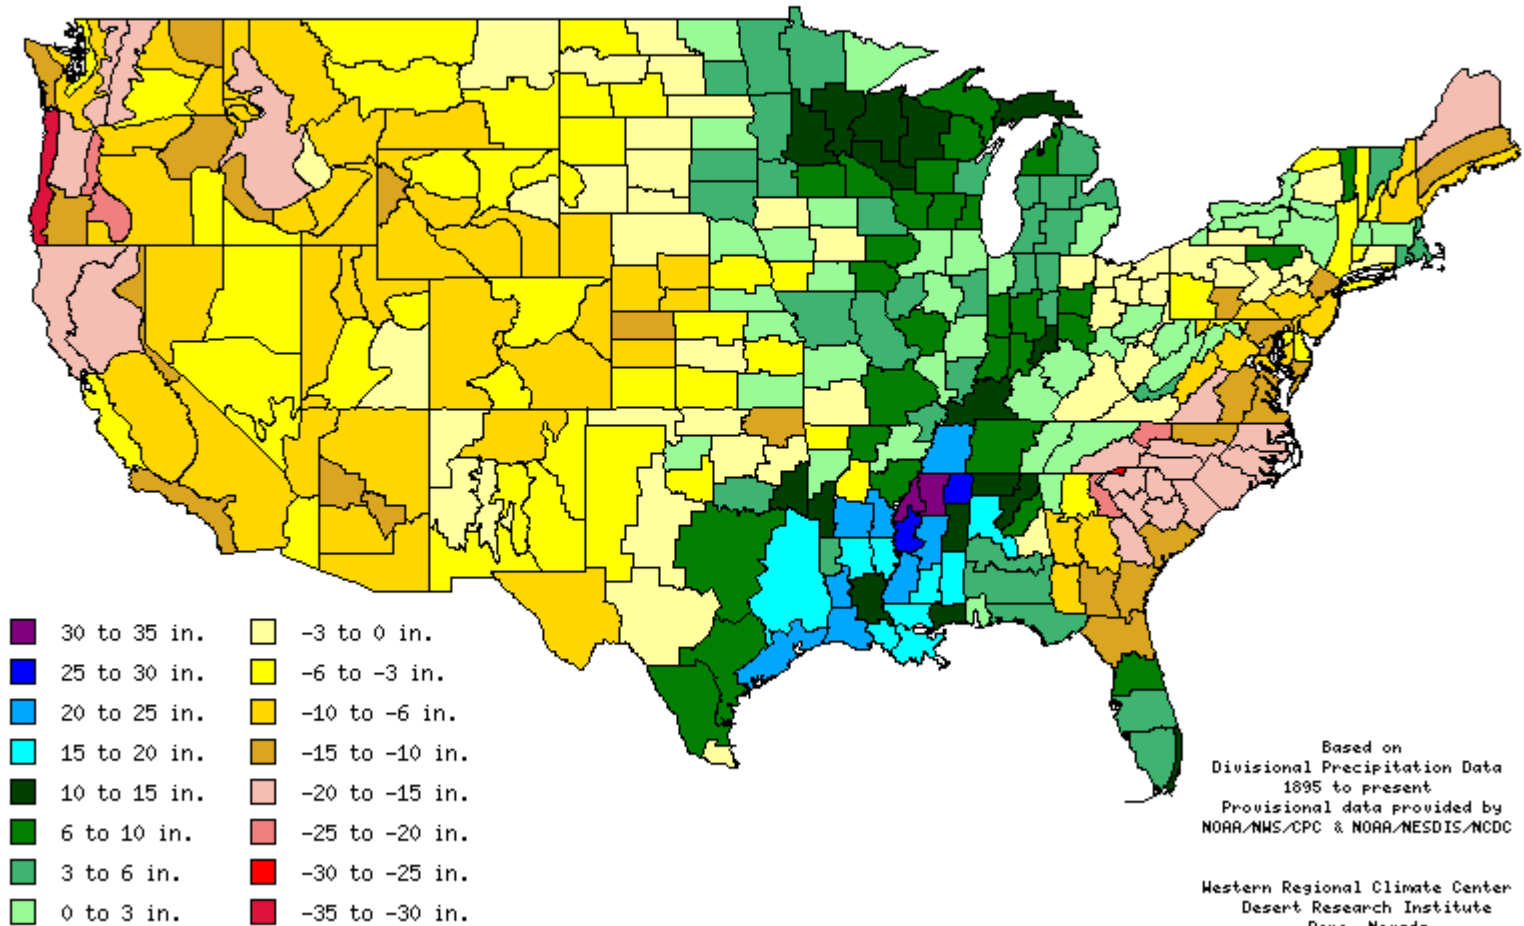 30 to 35 in.
25 to 30 in.
20 to 25 in.
15 to 20 in.
10 to 15 in.
6 to 10 in.
3 to 6 in.
0 to 3 in.
-3 to 0 in.
-6 to -3 in.
-10 to -6 in.
-15 to -10 in.
-20 to -15 in.
-25 to -20 in.
-30 to -25 in.
-35 to -30 in.
Based on
Divisional Precipitation Data
1895 to present
Provisional data provided by
NOAA/NWS/CPC & NOAA/NESDIS/NCDC
Western Regional Climate Center
Desert Research Institute